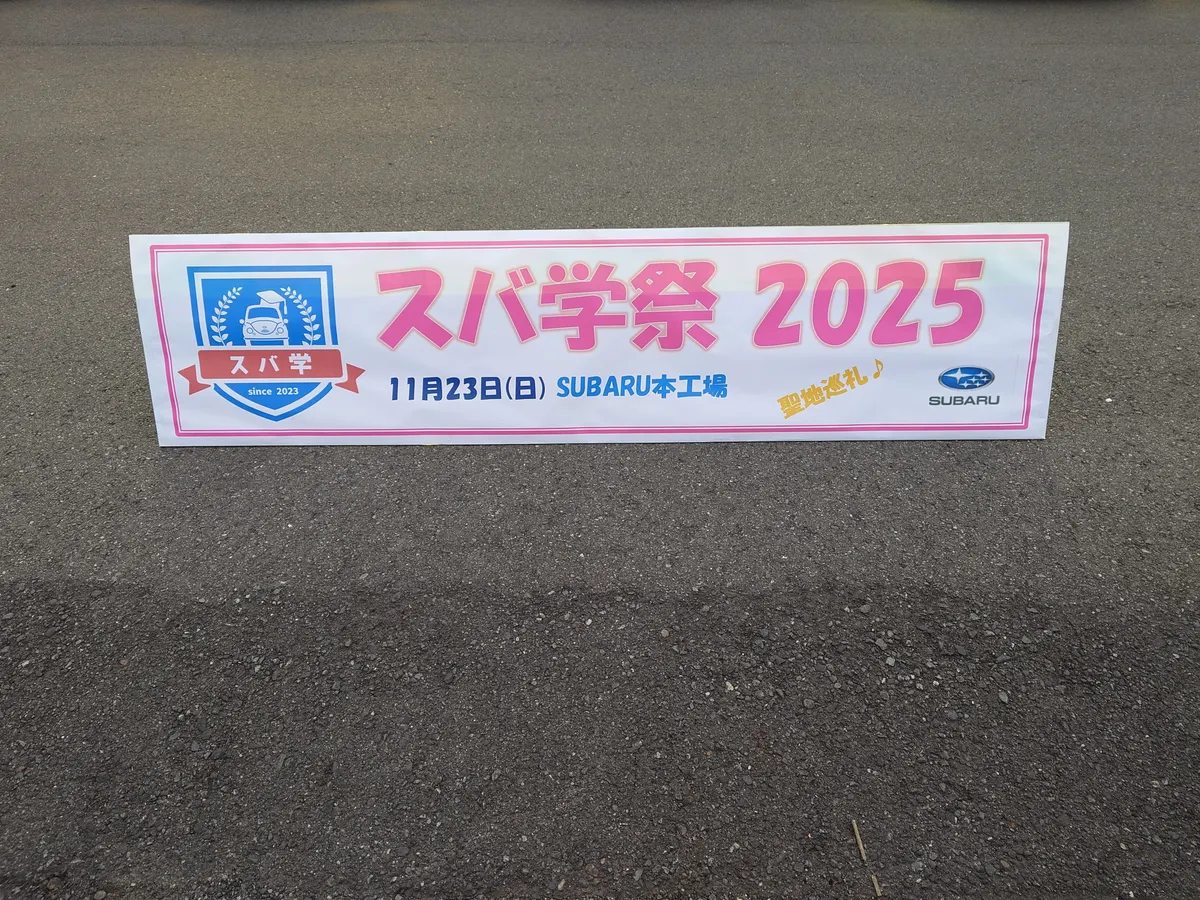 スバ学祭 2025
スバ学
since 2023
11月23日(日) SUBARU本工場
聖地巡礼♪
SUBARU